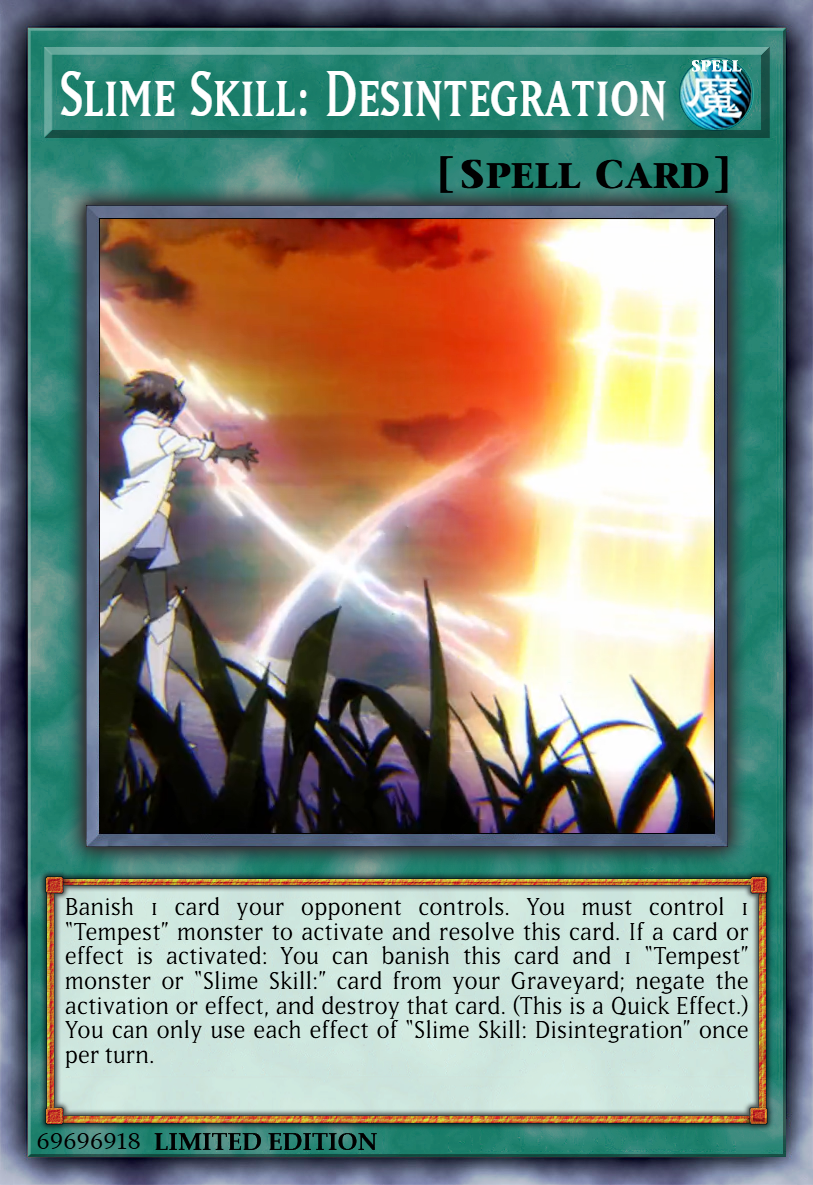 Slime Skill: Desintegration
SPELL
魔
[Spell Card]
Banish 1 card your opponent controls. You must control 1
"Tempest" monster to activate and resolve this card. If a card or
effect is activated: You can banish this card and 1 "Tempest"
monster or "Slime Skill:" card from your Graveyard; negate the
activation or effect, and destroy that card. (This is a Quick Effect.)
You can only use each effect of "Slime Skill: Disintegration" once
per turn.
69696918 LIMITED EDITION